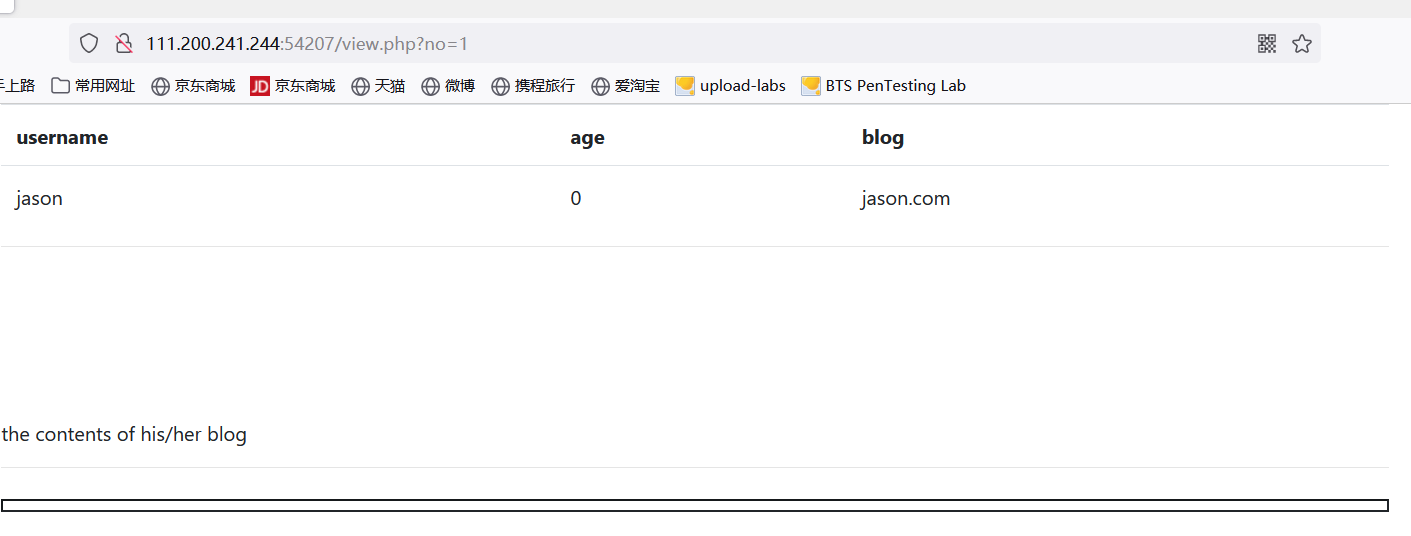 111.200.241.244:54207/view.php?no=1
手上路 常用网址 京东商城 JD 京东商城 天猫 微博 携程旅行 爱淘宝 upload-labs BTS PenTesting Lab
username age blog
jason 0 jason.com
the contents of his/her blog